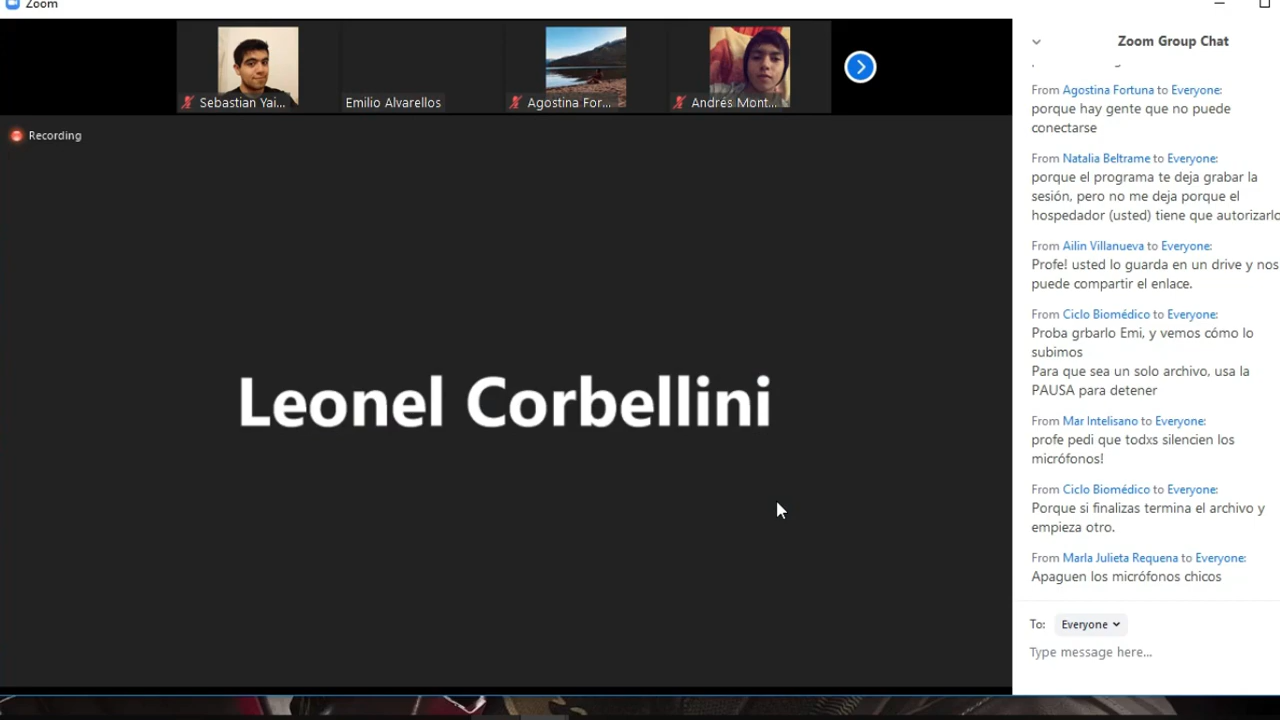 Zoom
Sebastian Yai...
Emilio Alvarellos
Agostina For...
Andrés Mont...
Recording
Leonel Corbellini
Zoom Group Chat
From Agostina Fortuna to Everyone:
porque hay gente que no puede
conectarse
From Natalia Beltrame to Everyone:
porque el programa te deja grabar la
sesión, pero no me deja porque el
hospedador (usted) tiene que autorizarlo
From Ailin Villanueva to Everyone:
Profe! usted lo guarda en un drive y nos
puede compartir el enlace.
From Ciclo Biomédico to Everyone:
Proba grbarlo Emi, y vemos cómo lo
subimos
Para que sea un solo archivo, usa la
PAUSA para detener
From Mar Intelisano to Everyone:
profe pedi que todxs silencien los
micrófonos!
From Ciclo Biomédico to Everyone:
Porque si finalizas termina el archivo y
empieza otro.
From Marla Julieta Requena to Everyone:
Apaguen los micrófonos chicos
To: Everyone
Type message here...